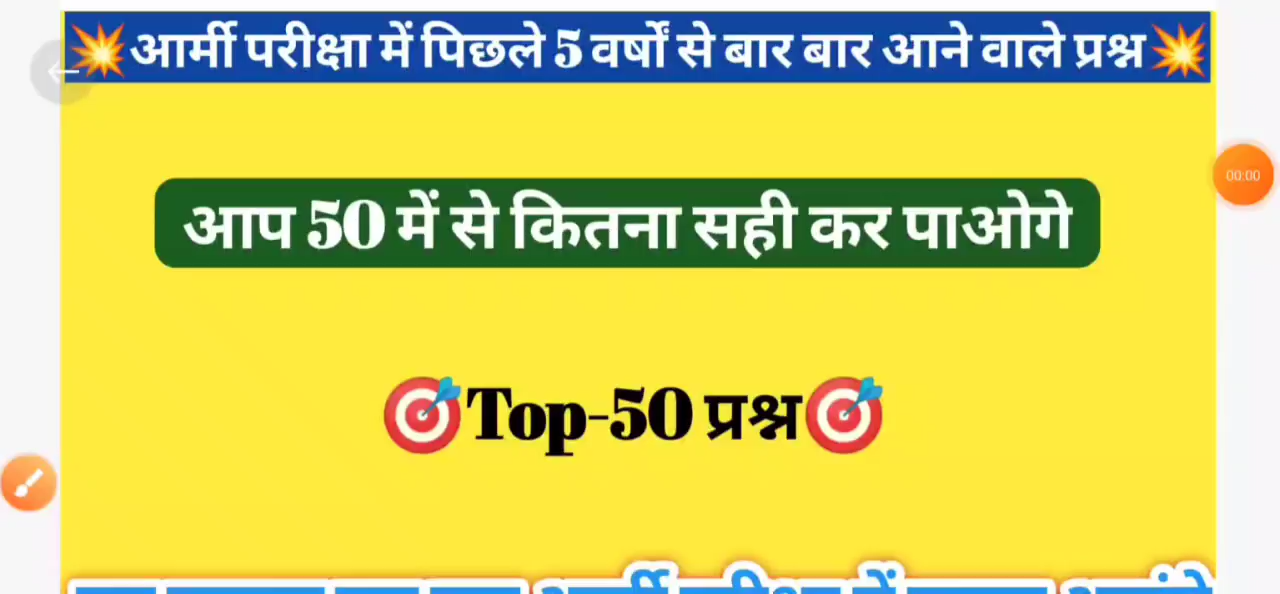 आर्मी परीक्षा में पिछले 5 वर्षों से बार बार आने वाले प्रश्न
00:00
आप 50 में से कितना सही कर पाओगे
Top-50 प्रश्न